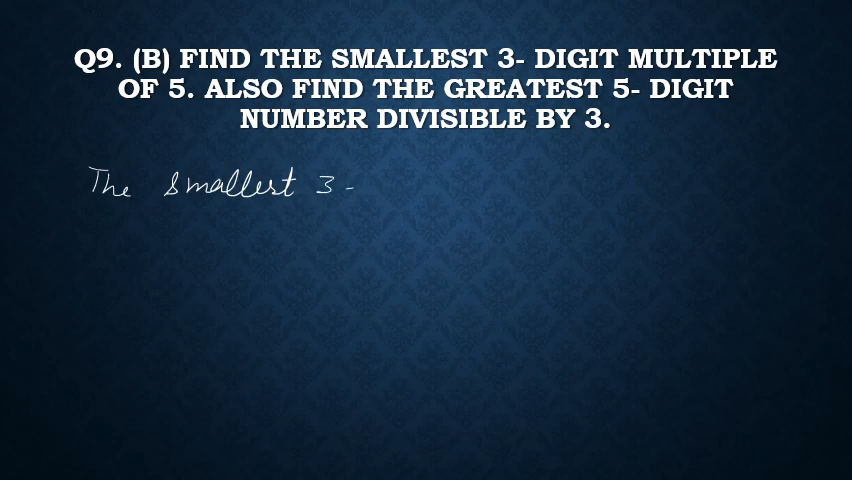 Q9. (B) FIND THE SMALLEST 3- DIGIT MULTIPLE
OF 5. ALSO FIND THE GREATEST 5- DIGIT
NUMBER DIVISIBLE BY 3.
The smallest 3 -